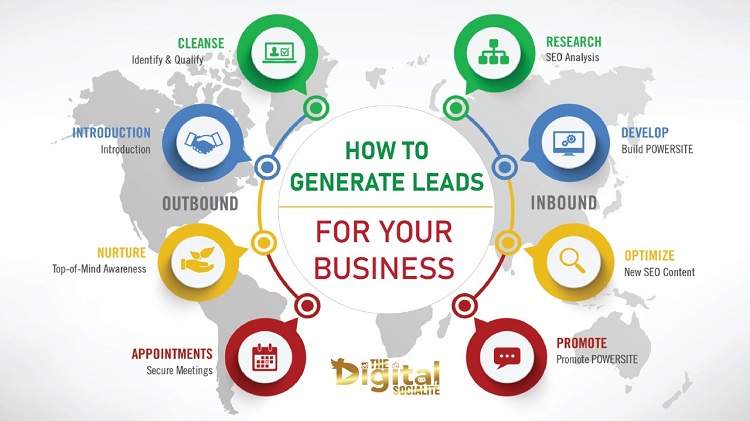 HOW TO
GENERATE LEADS
FOR YOUR
BUSINESS
OUTBOUND
CLEANSE
Identify & Qualify
INTRODUCTION
Introduction
NURTURE
Top-of-Mind Awareness
APPOINTMENTS
Secure Meetings
INBOUND
RESEARCH
SEO Analysis
DEVELOP
Build POWERSITE
OPTIMIZE
New SEO Content
PROMOTE
Promote POWERSITE
THE
Digital
SOCIALITE